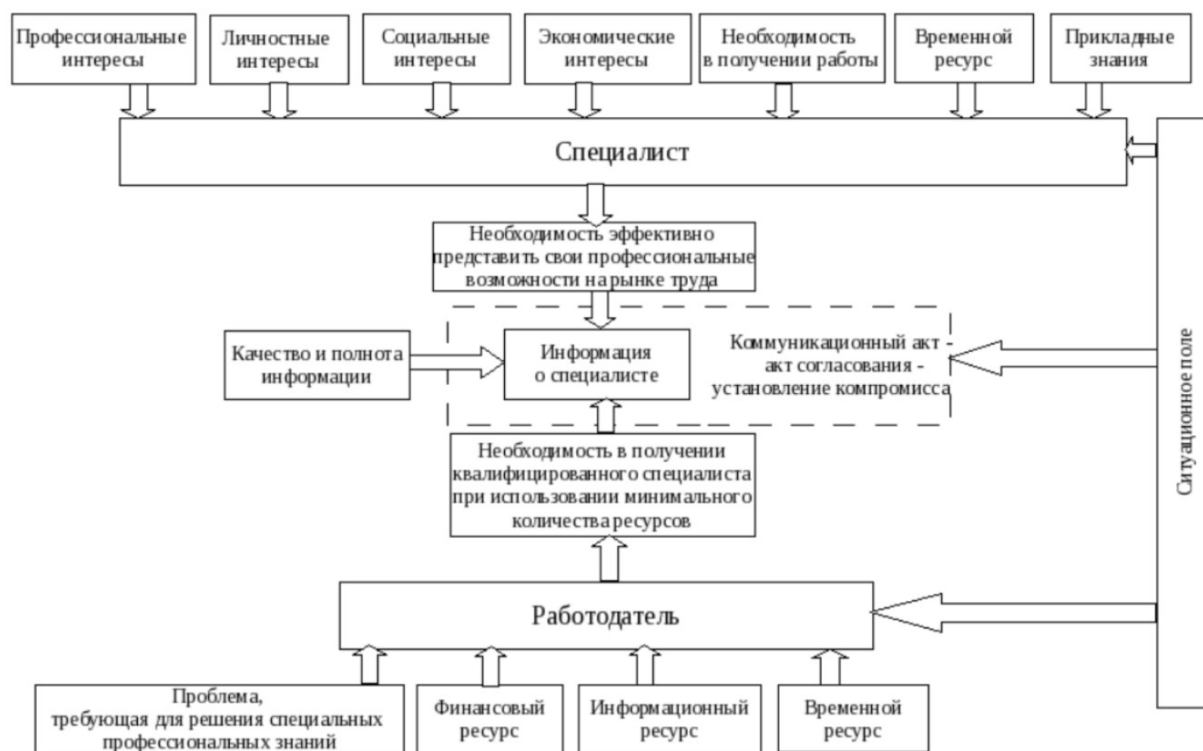 Профессиональные
интересы
Личностные
интересы
Социальные
интересы
Экономические
интересы
Необходимость
в получении работы
Временной
ресурс
Прикладные
знания
Специалист
Необходимость эффективно
представить свои профессиональные
возможности на рынке труда
Качество и полнота
информации
Информация
о специалисте
Коммуникационный акт -
акт согласования -
установление компромисса
Ситуационное поле
Необходимость в получении
квалифицированного специалиста
при использовании минимального
количества ресурсов
Работодатель
Проблема,
требующая для решения специальных
профессиональных знаний
Финансовый
ресурс
Информационный
ресурс
Временной
ресурс